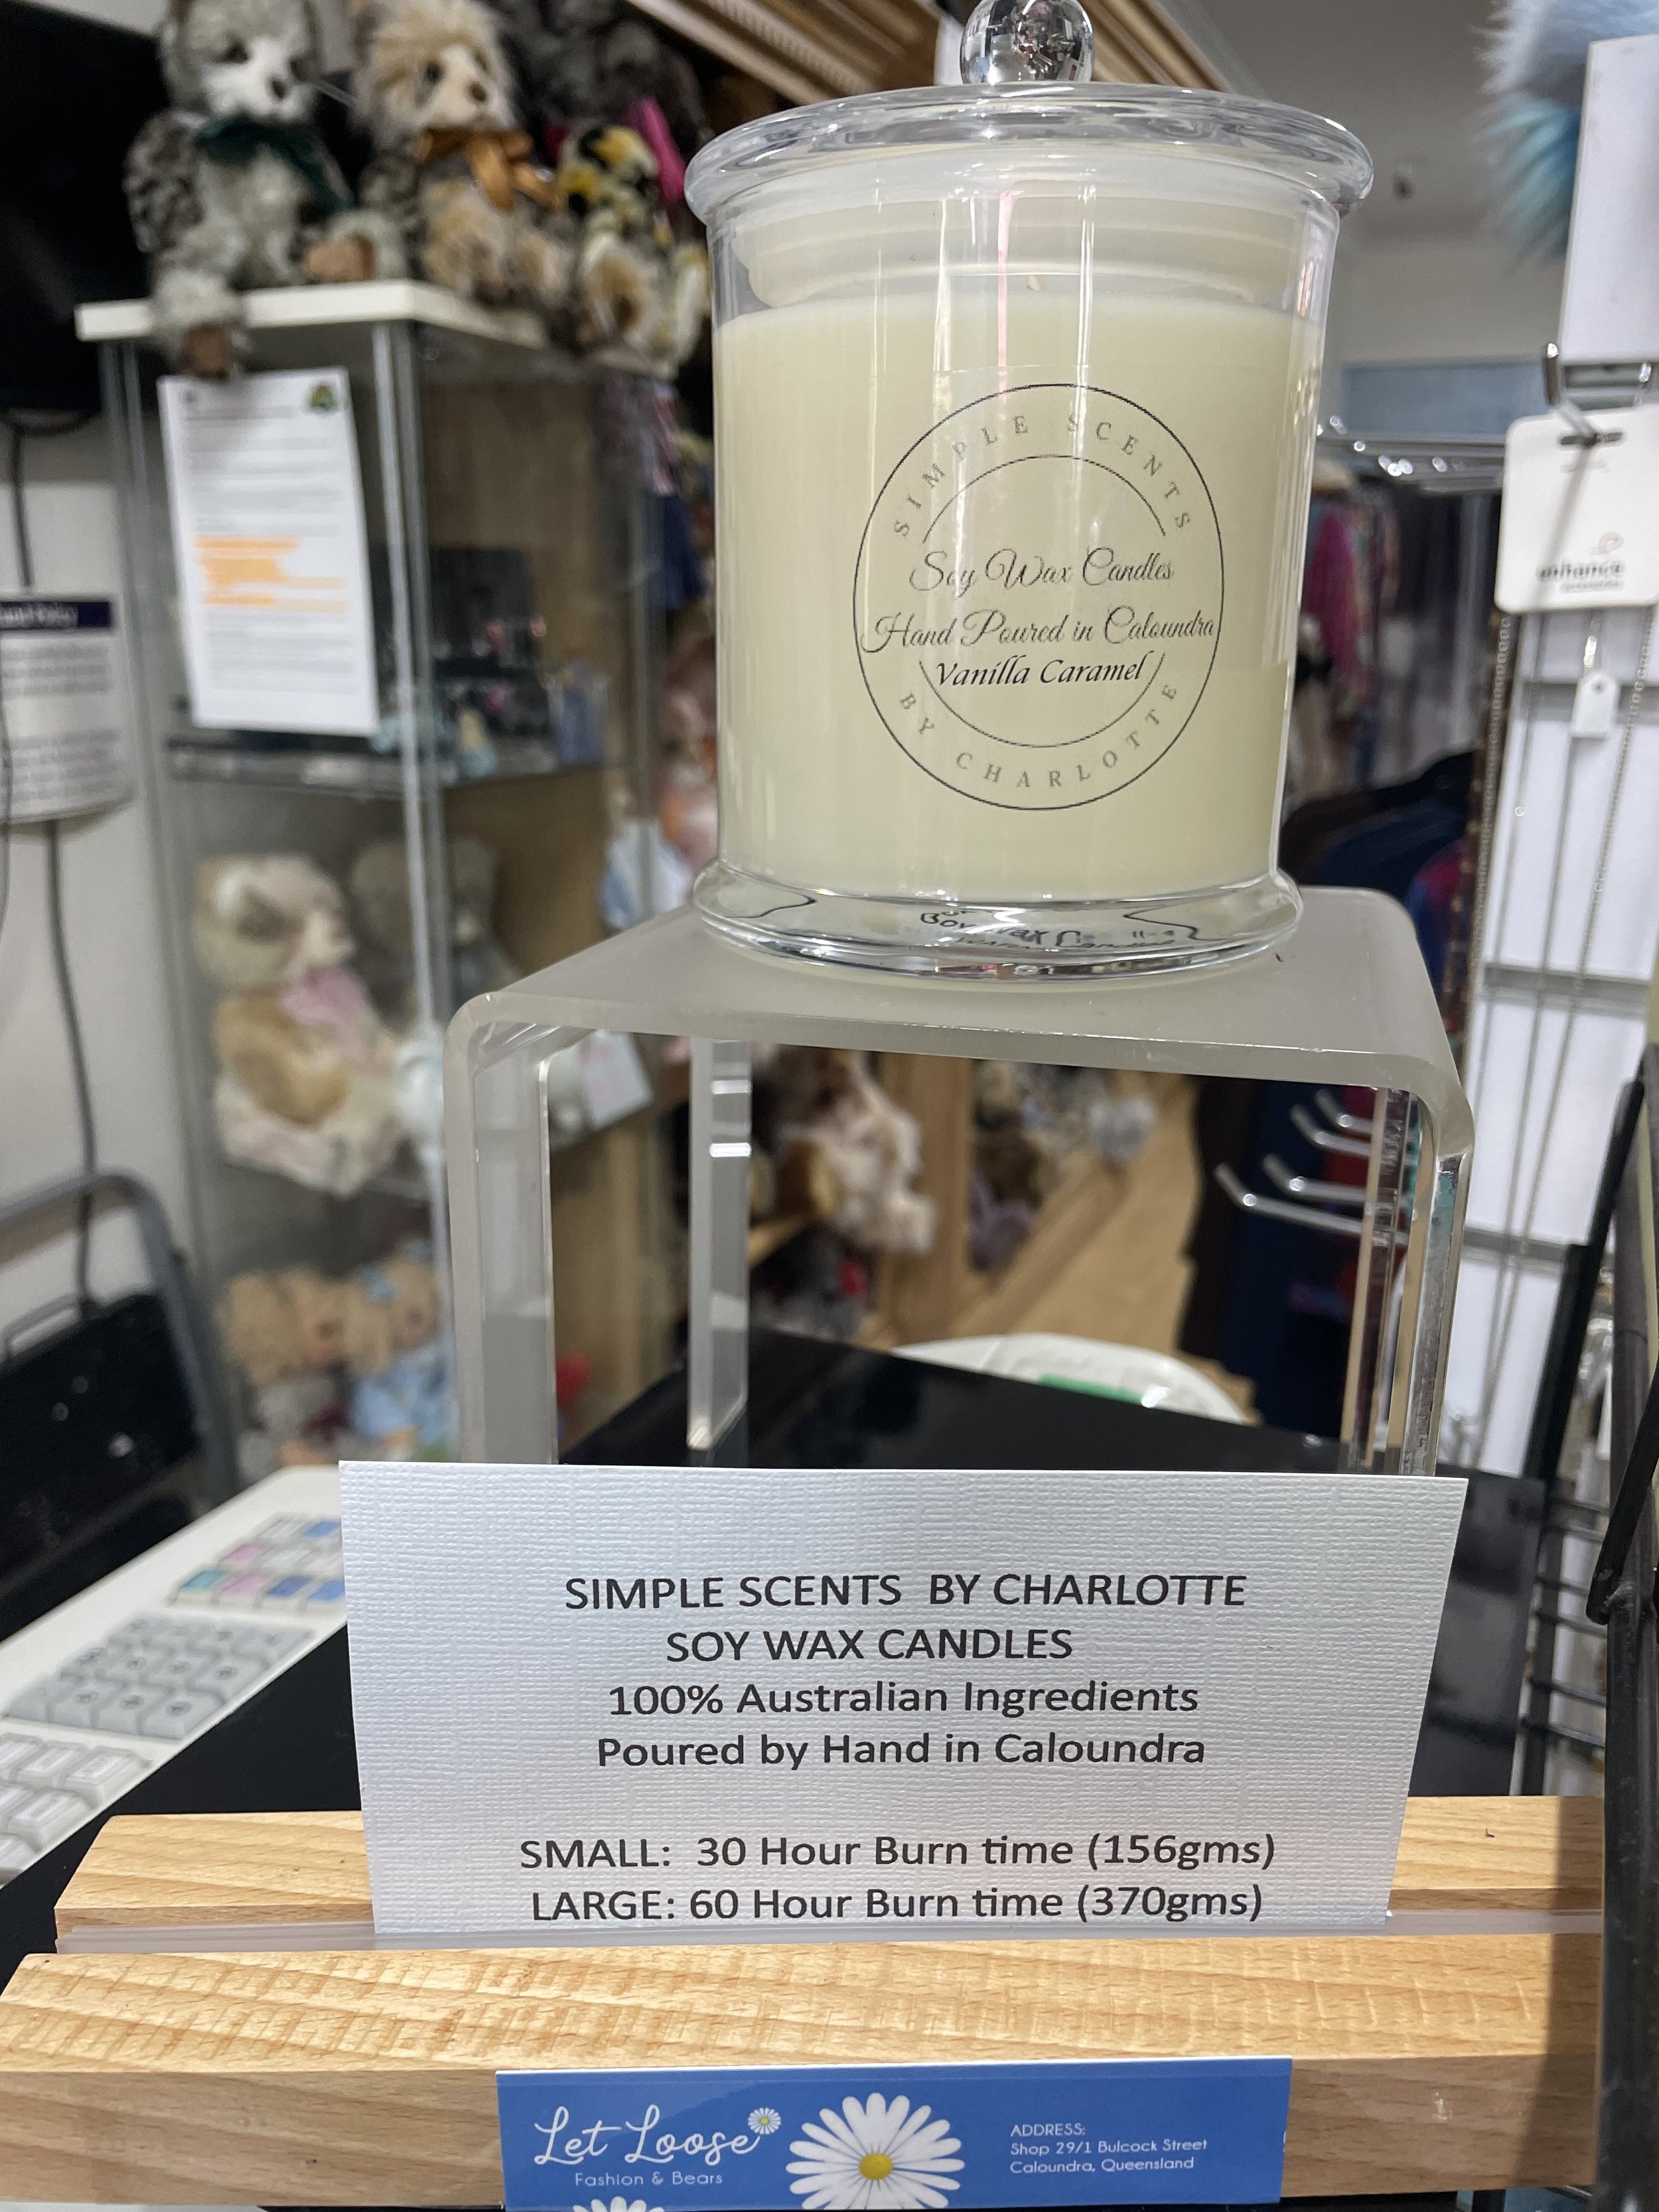 SIMPLE SCENTS
Soy Wax Candles
Hand Poured in Caloundra
Vanilla Caramel
BY CHARLOTTE
enhance
SIMPLE SCENTS BY CHARLOTTE
SOY WAX CANDLES
100% Australian Ingredients
Poured by Hand in Caloundra
SMALL: 30 Hour Burn time (156gms)
LARGE: 60 Hour Burn time (370gms)
Let Loose
Fashion & Bears
ADDRESS:
Shop 29/1 Bulcock Street
Caloundra, Queensland